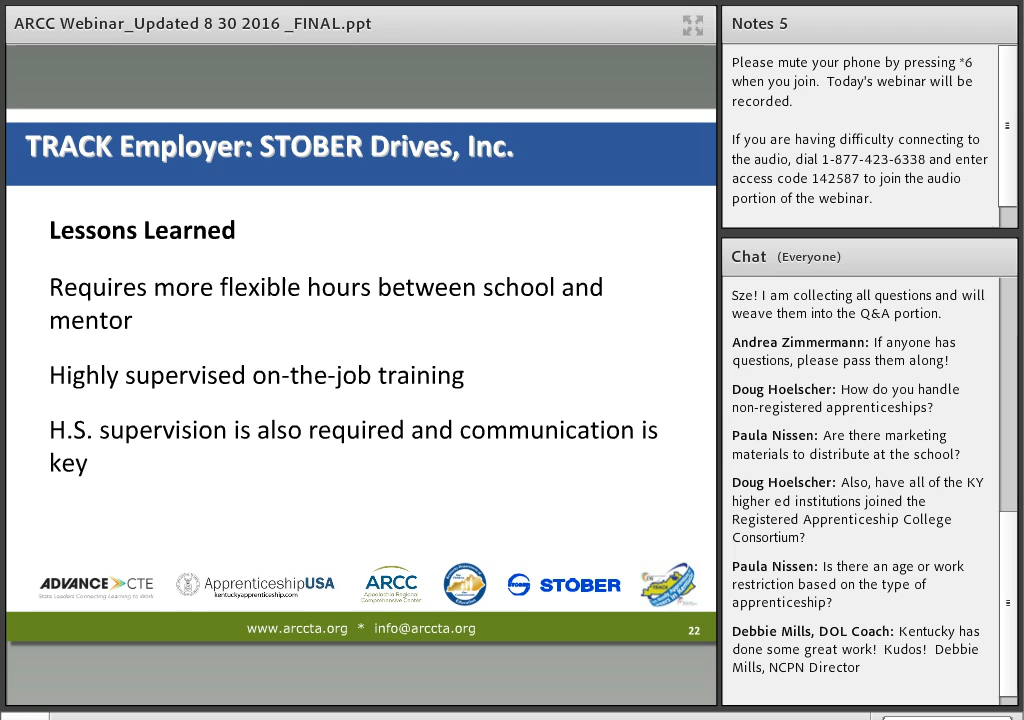 ARCC Webinar_Updated 8 30 2016 _FINAL.ppt
TRACK Employer: STOBER Drives, Inc.
Lessons Learned
Requires more flexible hours between school and
mentor
Highly supervised on-the-job training
H.S. supervision is also required and communication is
key
ADVANCE CTE
State Leaders Connecting Learning to Work
ApprenticeshipUSA
kentuckyapprenticeship.com
ARCC
Appalachia Regional
Comprehensive Center
STOBER
www.arccta.org * info@arccta.org
22
Notes 5
Please mute your phone by pressing *6
when you join. Today's webinar will be
recorded.
If you are having difficulty connecting to
the audio, dial 1-877-423-6338 and enter
access code 142587 to join the audio
portion of the webinar.
Chat (Everyone)
Sze! I am collecting all questions and will
weave them into the Q&A portion.
Andrea Zimmermann: If anyone has
questions, please pass them along!
Doug Hoelscher: How do you handle
non-registered apprenticeships?
Paula Nissen: Are there marketing
materials to distribute at the school?
Doug Hoelscher: Also, have all of the KY
higher ed institutions joined the
Registered Apprenticeship College
Consortium?
Paula Nissen: Is there an age or work
restriction based on the type of
apprenticeship?
Debbie Mills, DOL Coach: Kentucky has
done some great work! Kudos! Debbie
Mills, NCPN Director